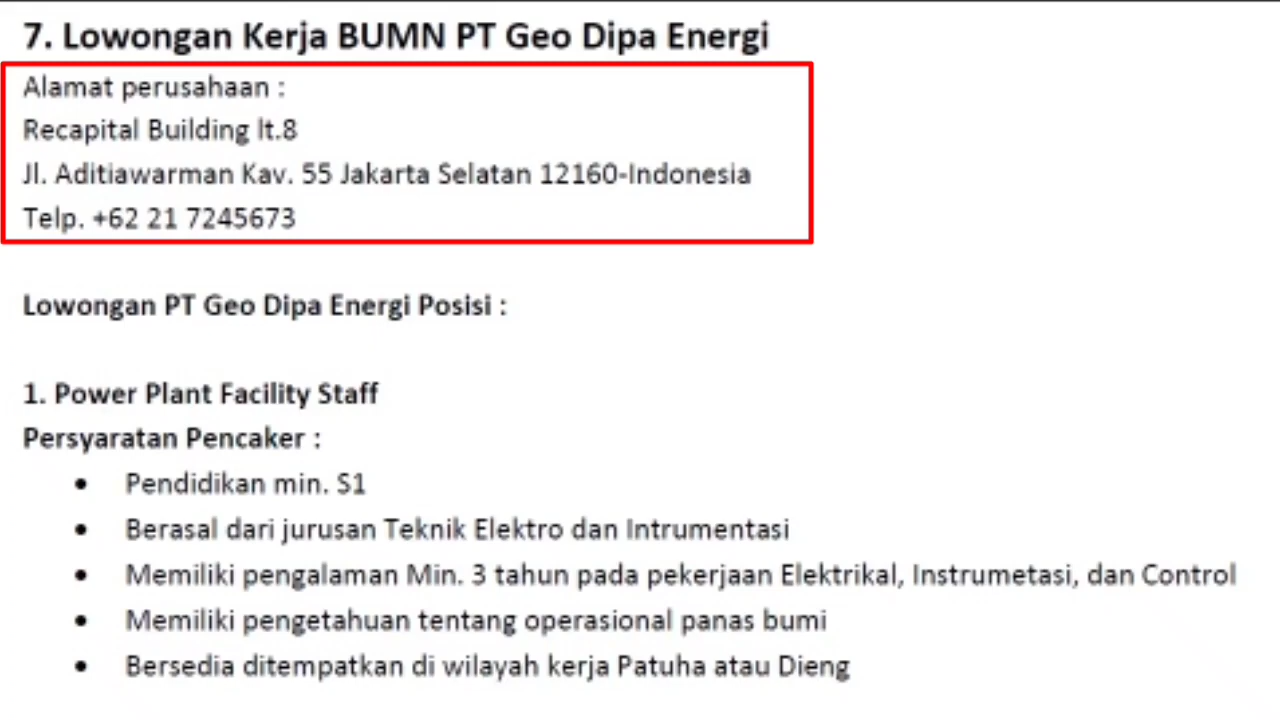 7. Lowongan Kerja BUMN PT Geo Dipa Energi
Alamat perusahaan :
Recapital Building lt.8
Jl. Aditiawarman Kav. 55 Jakarta Selatan 12160-Indonesia
Telp. +62 21 7245673
Lowongan PT Geo Dipa Energi Posisi :
1. Power Plant Facility Staff
Persyaratan Pencaker :
• Pendidikan min. S1
• Berasal dari jurusan Teknik Elektro dan Intrumentasi
• Memiliki pengalaman Min. 3 tahun pada pekerjaan Elektrikal, Instrumetasi, dan Control
• Memiliki pengetahuan tentang operasional panas bumi
• Bersedia ditempatkan di wilayah kerja Patuha atau Dieng